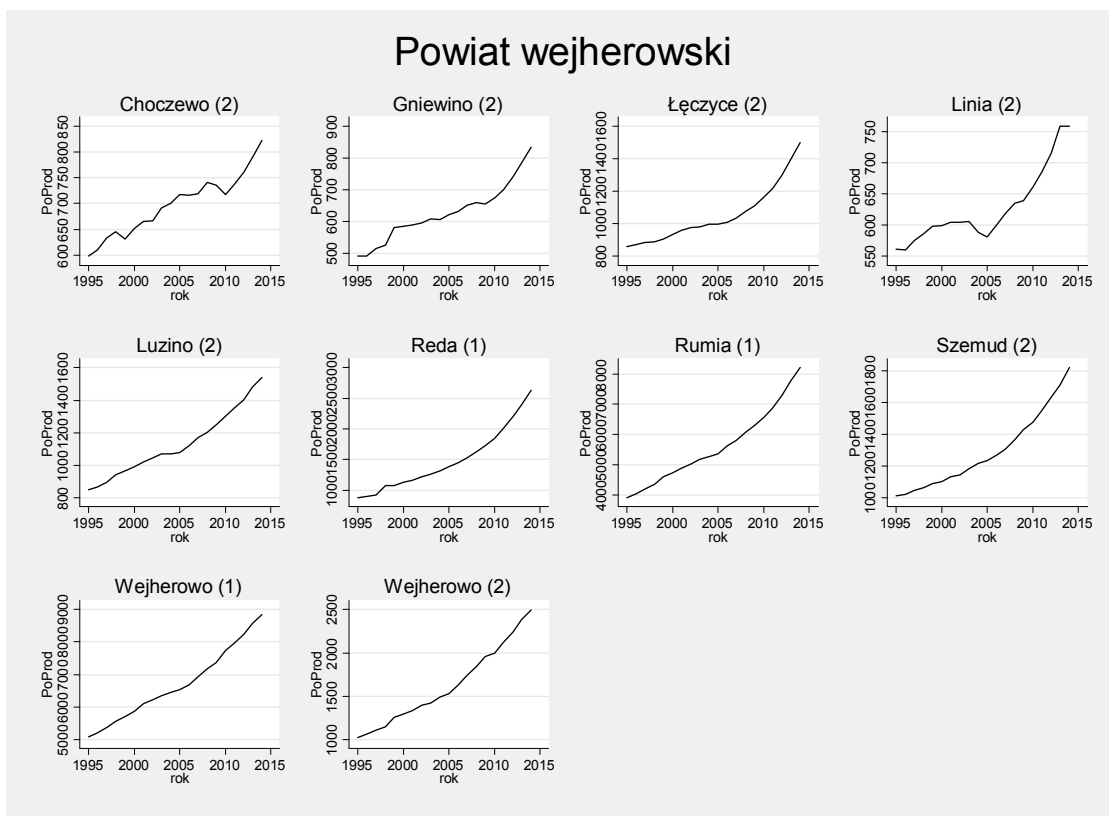 Powiat wejherowski
Choczewo (2)
PoProd
600 650 700 750 800 850
1995 2000 2005 2010 2015
rok
Gniewino (2)
PoProd
500 600 700 800 900
1995 2000 2005 2010 2015
rok
Łęczyce (2)
PoProd
800 1000 1200 1400 1600
1995 2000 2005 2010 2015
rok
Linia (2)
PoProd
550 600 650 700 750
1995 2000 2005 2010 2015
rok
Luzino (2)
PoProd
800 1000 1200 1400 1600
1995 2000 2005 2010 2015
rok
Reda (1)
PoProd
1000 1500 2000 2500 3000
1995 2000 2005 2010 2015
rok
Rumia (1)
PoProd
4000 5000 6000 7000 8000
1995 2000 2005 2010 2015
rok
Szemud (2)
PoProd
1000 1200 1400 1600 1800
1995 2000 2005 2010 2015
rok
Wejherowo (1)
PoProd
5000 6000 7000 8000 9000
1995 2000 2005 2010 2015
rok
Wejherowo (2)
PoProd
1000 1500 2000 2500
1995 2000 2005 2010 2015
rok